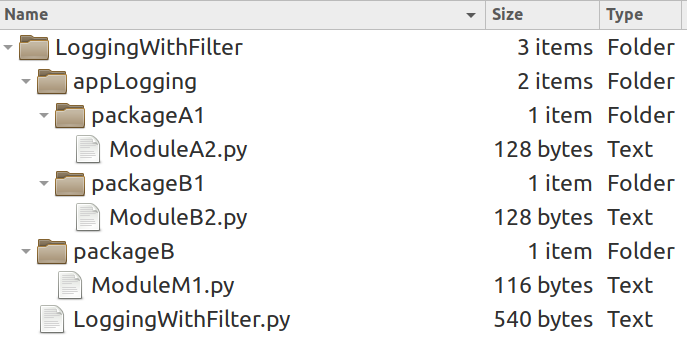 Name Size Type
LoggingWithFilter 3 items Folder
appLogging 2 items Folder
packageA1 1 item Folder
ModuleA2.py 128 bytes Text
packageB1 1 item Folder
ModuleB2.py 128 bytes Text
packageB 1 item Folder
ModuleM1.py 116 bytes Text
LoggingWithFilter.py 540 bytes Text